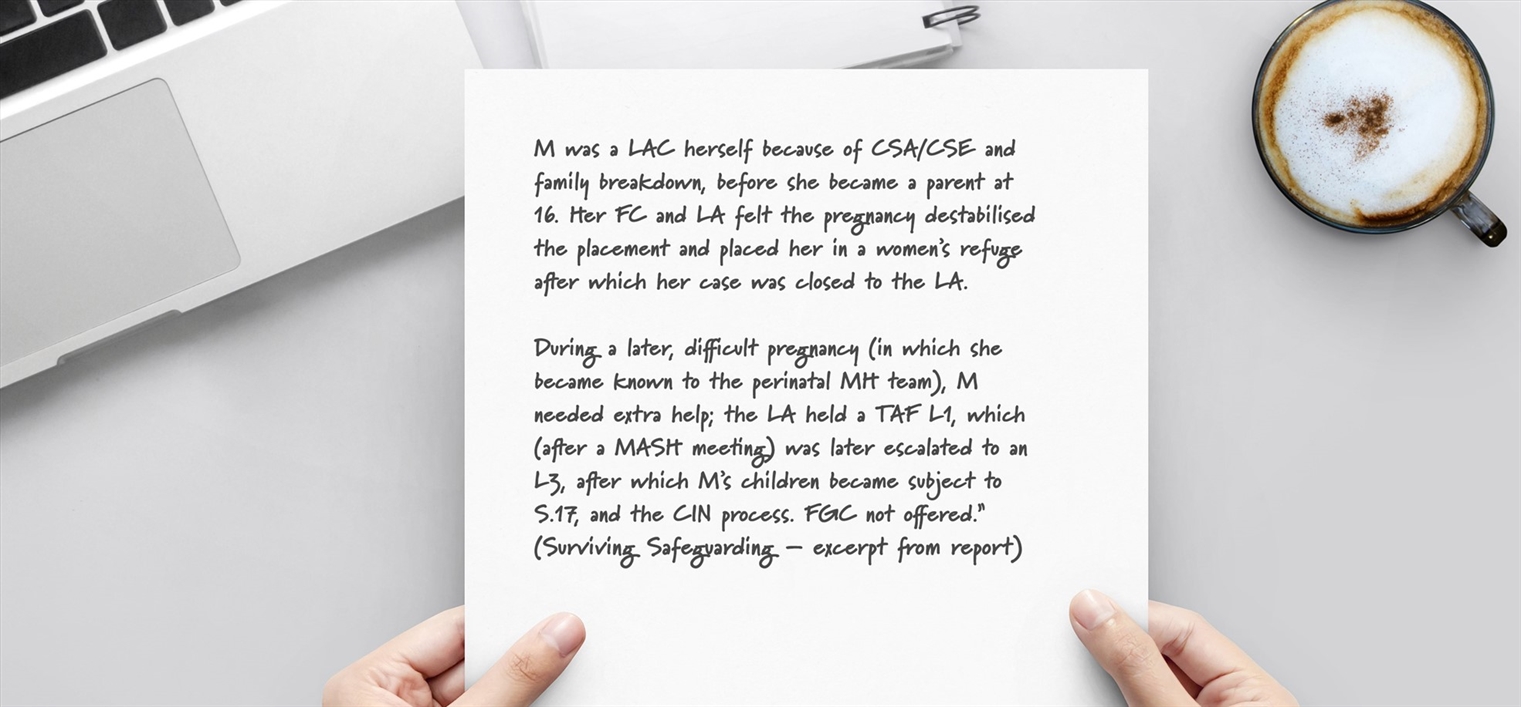 M was a LAC herself because of CSA/CSE and
family breakdown, before she became a parent at
16. Her FC and LA felt the pregnancy destabilised
the placement and placed her in a women's refuge
after which her case was closed to the LA.
During a later, difficult pregnancy (in which she
became known to the perinatal MH team), M
needed extra help; the LA held a TAF L1, which
(after a MASH meeting) was later escalated to an
L3, after which M's children became subject to
S.17, and the CIN process. FGC not offered."
(Surviving Safeguarding – excerpt from report)